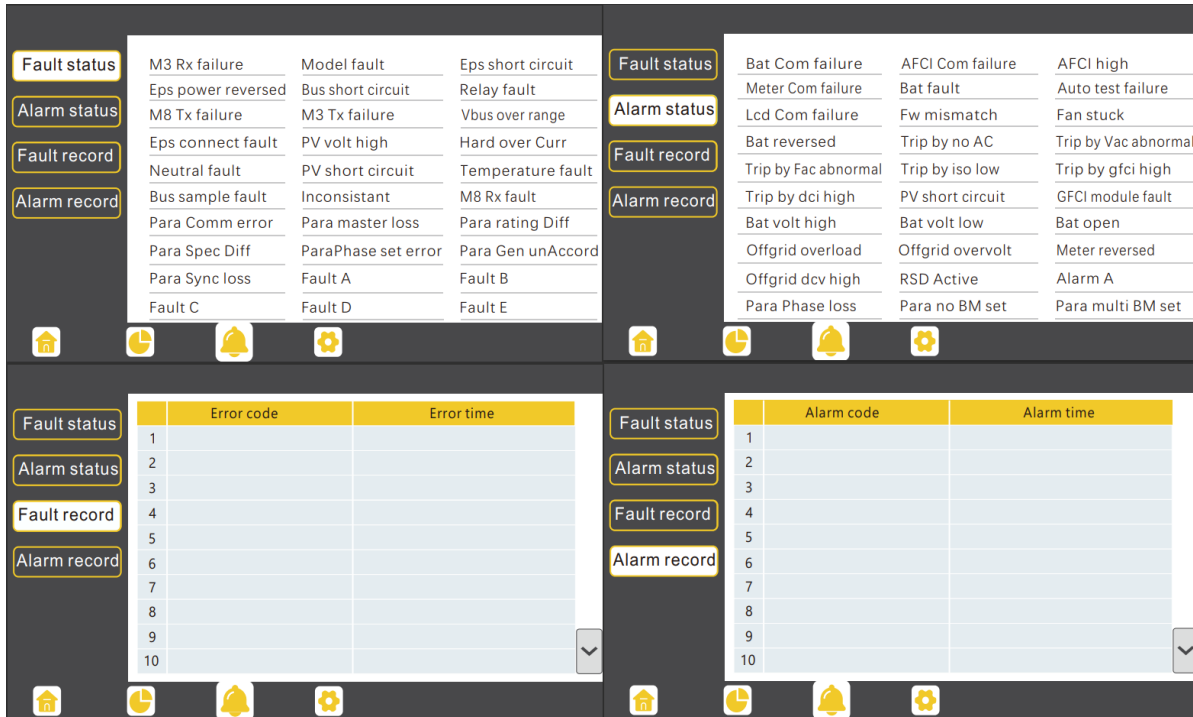 Fault status
Alarm status
Fault record
Alarm record
M3 Rx failure Model fault Eps short circuit
Eps power reversed Bus short circuit Relay fault
M8 Tx failure M3 Tx failure Vbus over range
Eps connect fault PV volt high Hard over Curr
Neutral fault PV short circuit Temperature fault
Bus sample fault Inconsistant M8 Rx fault
Para Comm error Para master loss Para rating Diff
Para Spec Diff ParaPhase set error Para Gen unAccord
Para Sync loss Fault A Fault B
Fault C Fault D Fault E
Fault status
Alarm status
Fault record
Alarm record
Bat Com failure AFCI Com failure AFCI high
Meter Com failure Bat fault Auto test failure
Lcd Com failure Fw mismatch Fan stuck
Bat reversed Trip by no AC Trip by Vac abnormal
Trip by Fac abnormal Trip by iso low Trip by gfci high
Trip by dci high PV short circuit GFCI module fault
Bat volt high Bat volt low Bat open
Offgrid overload Offgrid overvolt Meter reversed
Offgrid dcv high RSD Active Alarm A
Para Phase loss Para no BM set Para multi BM set
Fault status
Alarm status
Fault record
Alarm record
Error code Error time
1
2
3
4
5
6
7
8
9
10
Fault status
Alarm status
Fault record
Alarm record
Alarm code Alarm time
1
2
3
4
5
6
7
8
9
10